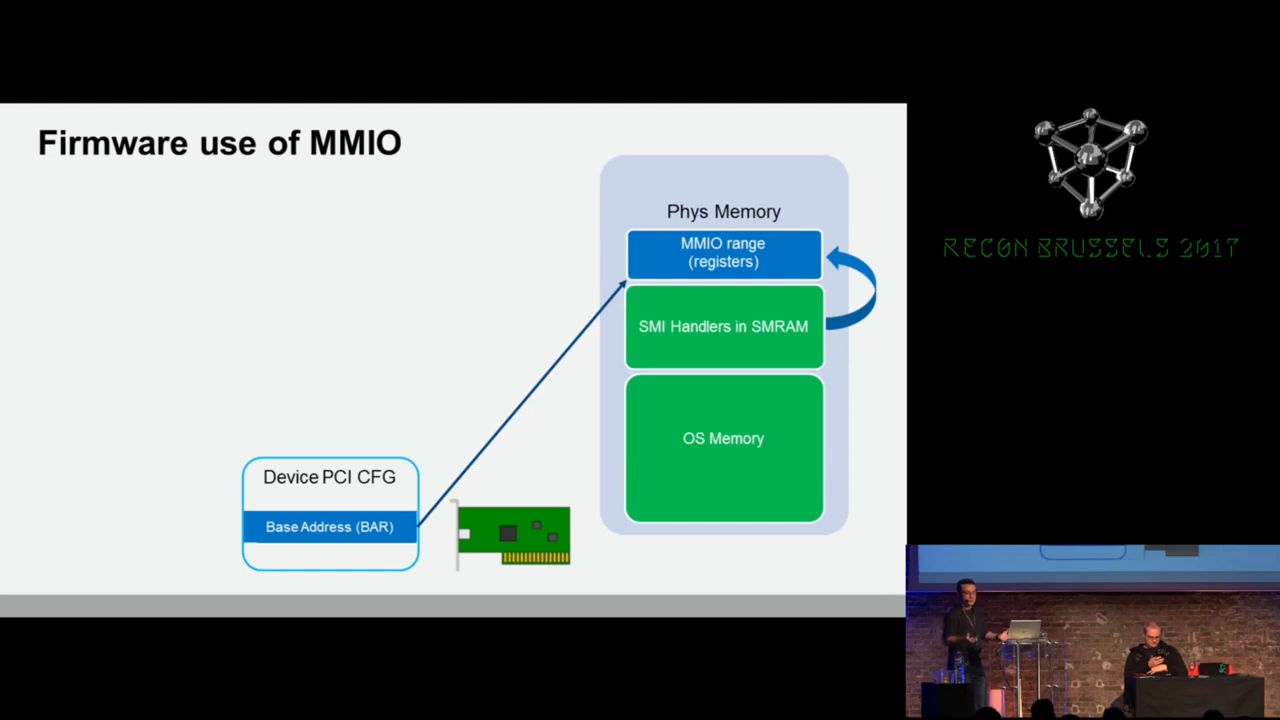 Firmware use of MMIO
Phys Memory
MMIO range
(registers)
SMI Handlers in SMRAM
OS Memory
Device PCI CFG
Base Address (BAR)
RECON BRUSSELS 2017